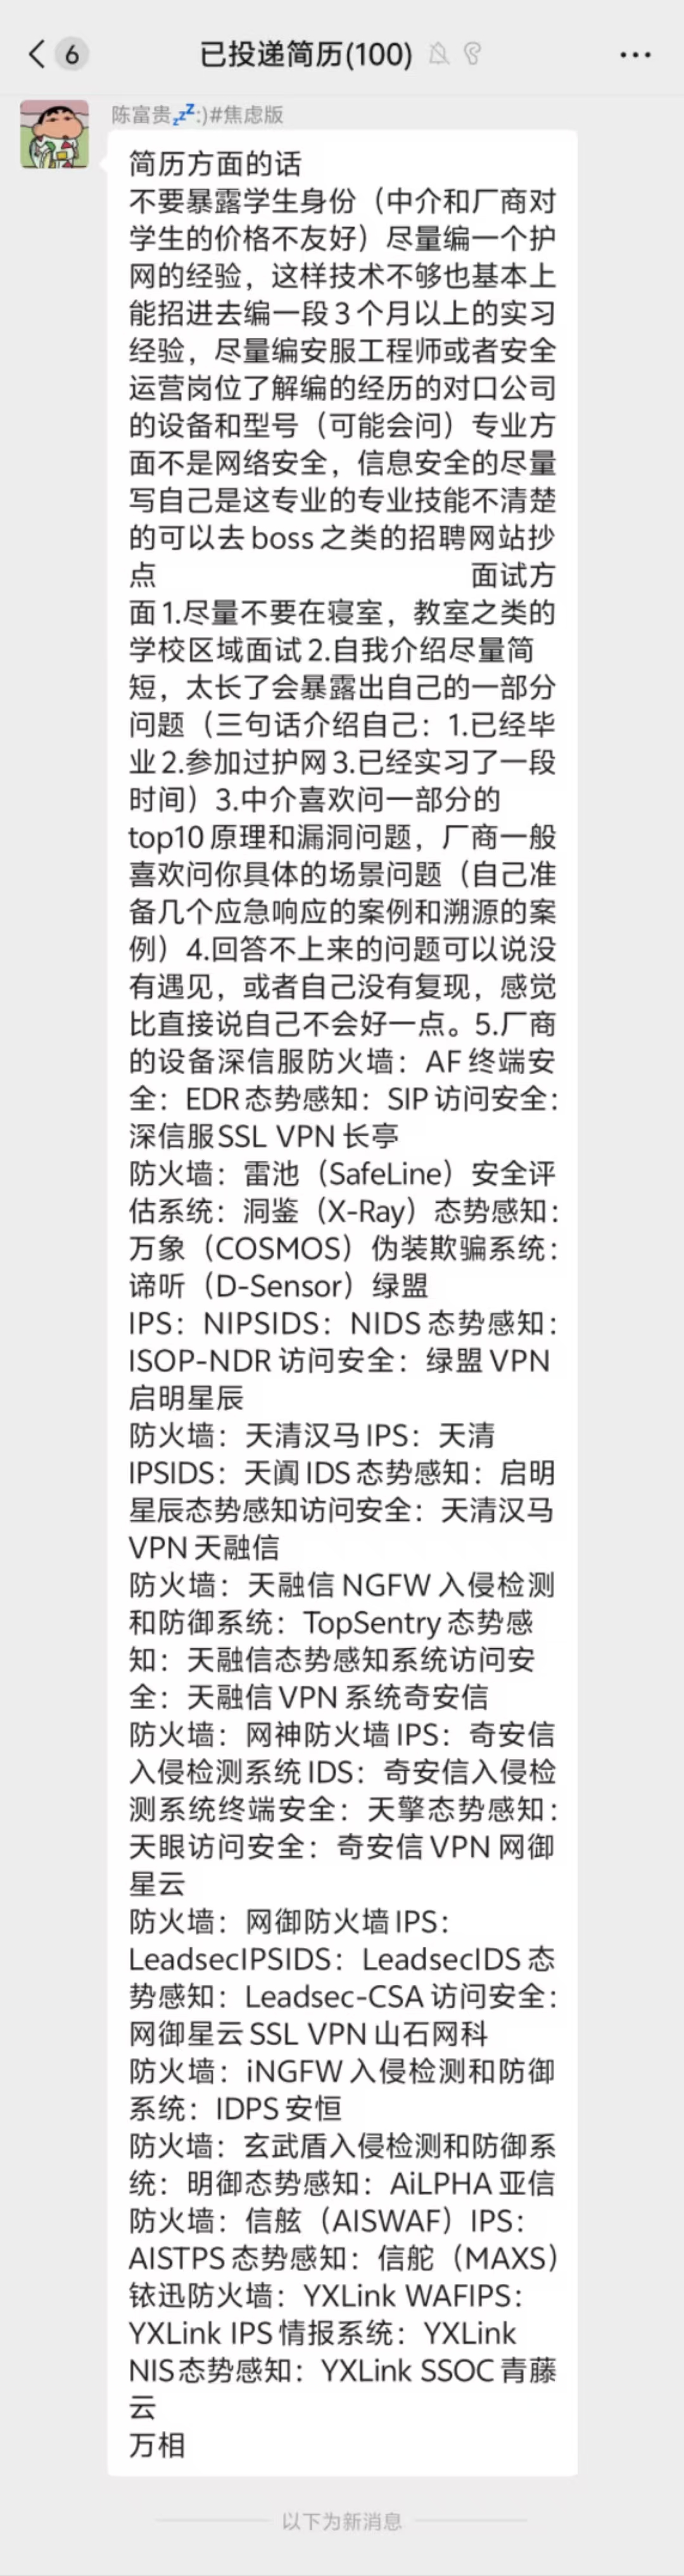 6
已投递简历(100)
陈富贵💤:)#焦虑版
简历方面的话
不要暴露学生身份（中介和厂商对
学生的价格不友好）尽量编一个护
网的经验，这样技术不够也基本上
能招进去编一段3个月以上的实习
经验，尽量编安服工程师或者安全
运营岗位了解编的经历的对口公司
的设备和型号（可能会问）专业方
面不是网络安全，信息安全的尽量
写自己是这专业的专业技能不清楚
的可以去boss之类的招聘网站抄
点 面试方
面1.尽量不要在寝室，教室之类的
学校区域面试2.自我介绍尽量简
短，太长了会暴露出自己的一部分
问题（三句话介绍自己：1.已经毕
业2.参加过护网3.已经实习了一段
时间）3.中介喜欢问一部分的
top10原理和漏洞问题，厂商一般
喜欢问你具体的场景问题（自己准
备几个应急响应的案例和溯源的案
例）4.回答不上来的问题可以说没
有遇见，或者自己没有复现，感觉
比直接说自己不会好一点。5.厂商
的设备深信服防火墙：AF终端安
全：EDR态势感知：SIP访问安全：
深信服SSL VPN长亭
防火墙：雷池（SafeLine）安全评
估系统：洞鉴（X-Ray）态势感知：
万象（COSMOS）伪装欺骗系统：
谛听（D-Sensor）绿盟
IPS：NIPSIDS：NIDS态势感知：
ISOP-NDR访问安全：绿盟VPN
启明星辰
防火墙：天清汉马IPS：天清
IPSIDS：天阗IDS态势感知：启明
星辰态势感知访问安全：天清汉马
VPN天融信
防火墙：天融信NGFW入侵检测
和防御系统：TopSentry态势感
知：天融信态势感知系统访问安
全：天融信VPN系统奇安信
防火墙：网神防火墙IPS：奇安信
入侵检测系统IDS：奇安信入侵检
测系统终端安全：天擎态势感知：
天眼访问安全：奇安信VPN网御
星云
防火墙：网御防火墙IPS：
LeadsecIPSIDS：LeadsecIDS态
势感知：Leadsec-CSA访问安全：
网御星云SSL VPN山石网科
防火墙：iNGFW入侵检测和防御
系统：IDPS安恒
防火墙：玄武盾入侵检测和防御系
统：明御态势感知：AiLPHA亚信
防火墙：信舷（AISWAF）IPS：
AISTPS态势感知：信舵（MAXS）
铱迅防火墙：YXLink WAFIPS：
YXLink IPS情报系统：YXLink
NIS态势感知：YXLink SSOC青藤
云
万相
以下为新消息